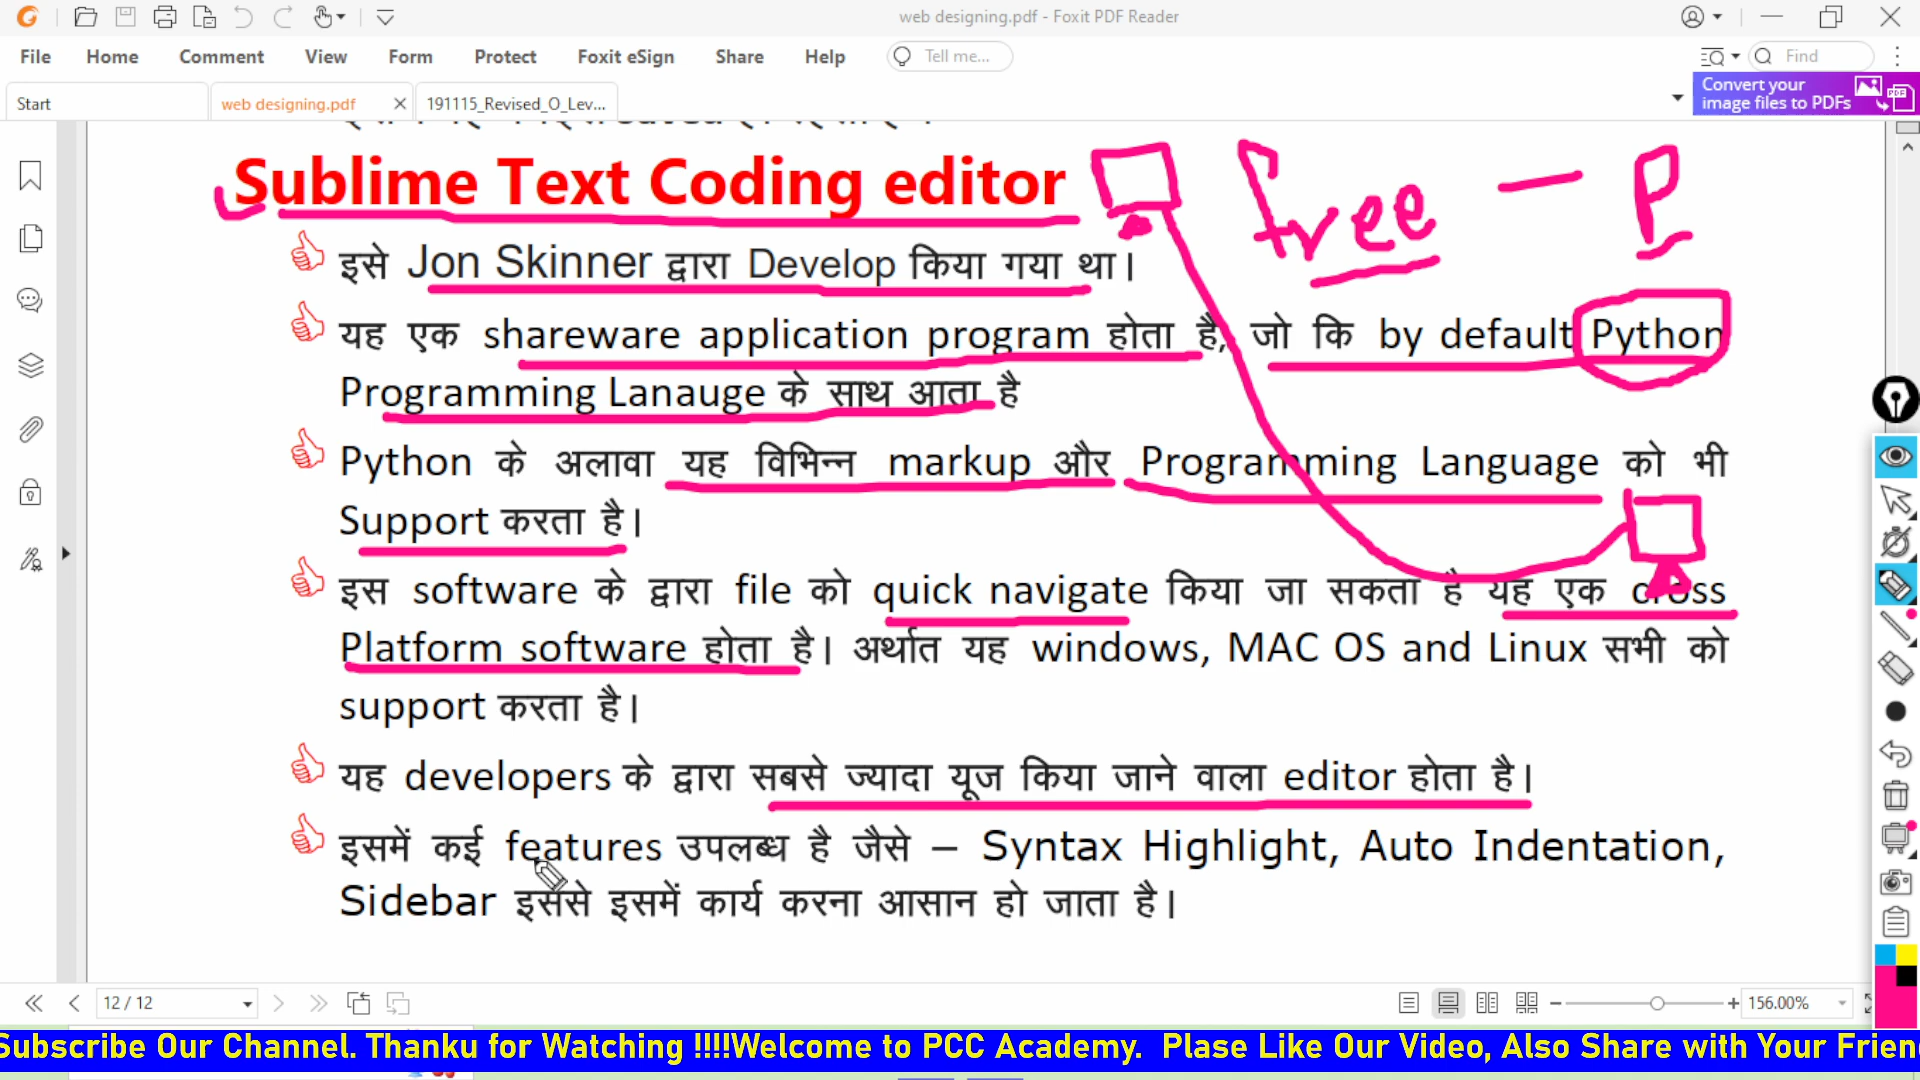 web designing.pdf - Foxit PDF Reader
File Home Comment View Form Protect Foxit eSign Share Help Tell me... Find
Convert your
image files to PDFs
Start web designing.pdf 191115_Revised_O_Lev...
Sublime Text Coding editor
Free - P
इसे Jon Skinner द्वारा Develop किया गया था।
यह एक shareware application program होता है, जो कि by default Python
Programming Lanauge के साथ आता है
Python के अलावा यह विभिन्न markup और Programming Language को भी
Support करता है।
इस software के द्वारा file को quick navigate किया जा सकता है यह एक cross
Platform software होता है। अर्थात यह windows, MAC OS and Linux सभी को
support करता है।
यह developers के द्वारा सबसे ज्यादा यूज किया जाने वाला editor होता है।
इसमें कई features उपलब्ध है जैसे – Syntax Highlight, Auto Indentation,
Sidebar इससे इसमें कार्य करना आसान हो जाता है।
12 / 12 156.00%
Subscribe Our Channel. Thanku for Watching !!!!Welcome to PCC Academy. Plase Like Our Video, Also Share with Your Frien